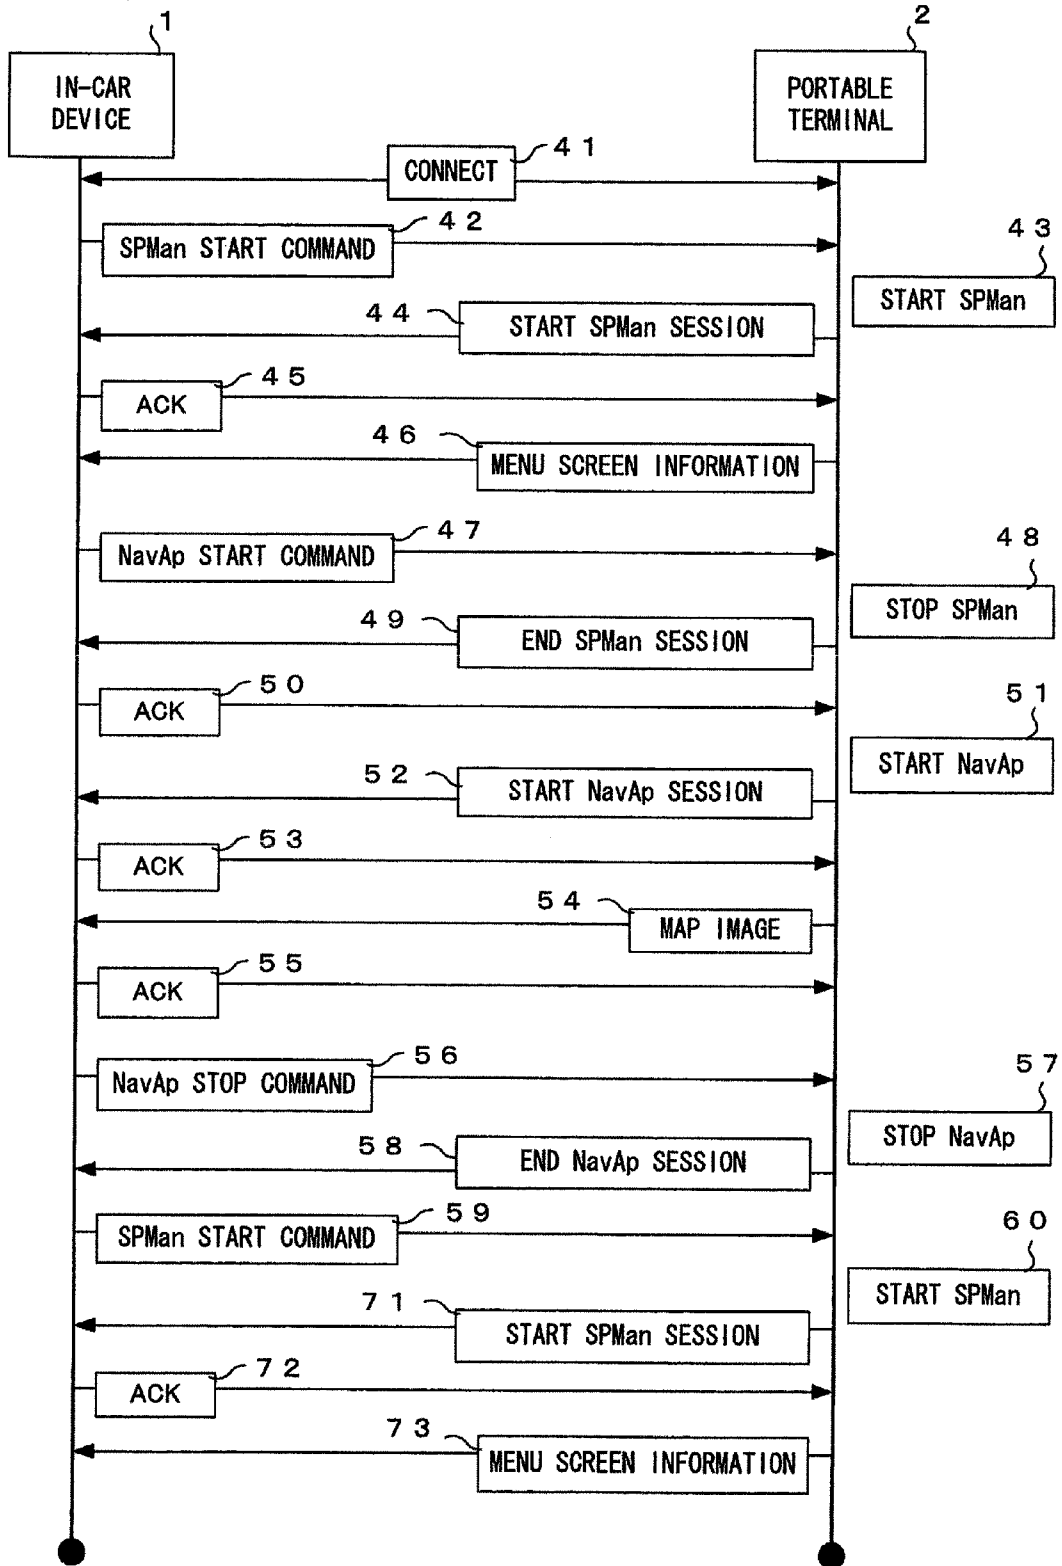 1
2
IN-CAR
DEVICE
PORTABLE
TERMINAL
41
CONNECT
42
SPMan START COMMAND
43
START SPMan
44
START SPMan SESSION
45
ACK
46
MENU SCREEN INFORMATION
47
NavAp START COMMAND
48
STOP SPMan
49
END SPMan SESSION
50
ACK
51
START NavAp
52
START NavAp SESSION
53
ACK
54
MAP IMAGE
55
ACK
56
NavAp STOP COMMAND
57
STOP NavAp
58
END NavAp SESSION
59
SPMan START COMMAND
60
START SPMan
71
START SPMan SESSION
72
ACK
73
MENU SCREEN INFORMATION